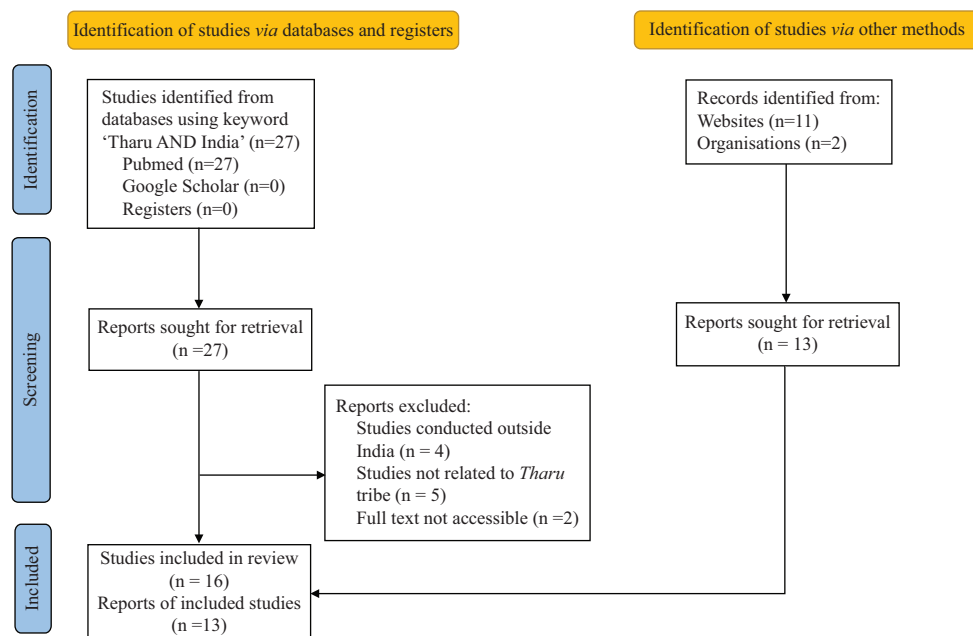 Identification of studies via databases and registers
Identification of studies via other methods
Identification
Studies identified from
databases using keyword
‘Tharu AND India’ (n=27)
Pubmed (n=27)
Google Scholar (n=0)
Registers (n=0)
Records identified from:
Websites (n=11)
Organisations (n=2)
Screening
Reports sought for retrieval
(n =27)
Reports sought for retrieval
(n = 13)
Reports excluded:
Studies conducted outside
India (n = 4)
Studies not related to Tharu
tribe (n = 5)
Full text not accessible (n =2)
Included
Studies included in review
(n = 16)
Reports of included studies
(n =13)